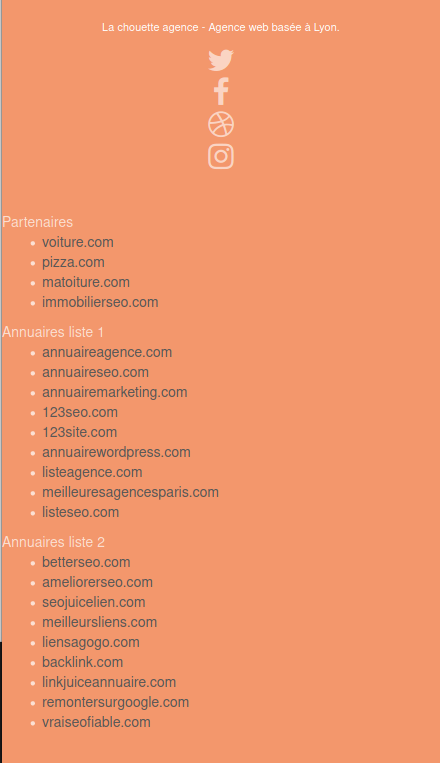 La chouette agence - Agence web basée à Lyon.
Partenaires
voiture.com
pizza.com
matoiture.com
immobilierseo.com
Annuaires liste 1
annuaireagence.com
annuaireseo.com
annuairemarketing.com
123seo.com
123site.com
annuairewordpress.com
listeagence.com
meilleuresagencesparis.com
listeseo.com
Annuaires liste 2
betterseo.com
ameliorerseo.com
seojuicelien.com
meilleursliens.com
liensagogo.com
backlink.com
linkjuiceannuaire.com
remontersurgoogle.com
vraiseofiable.com